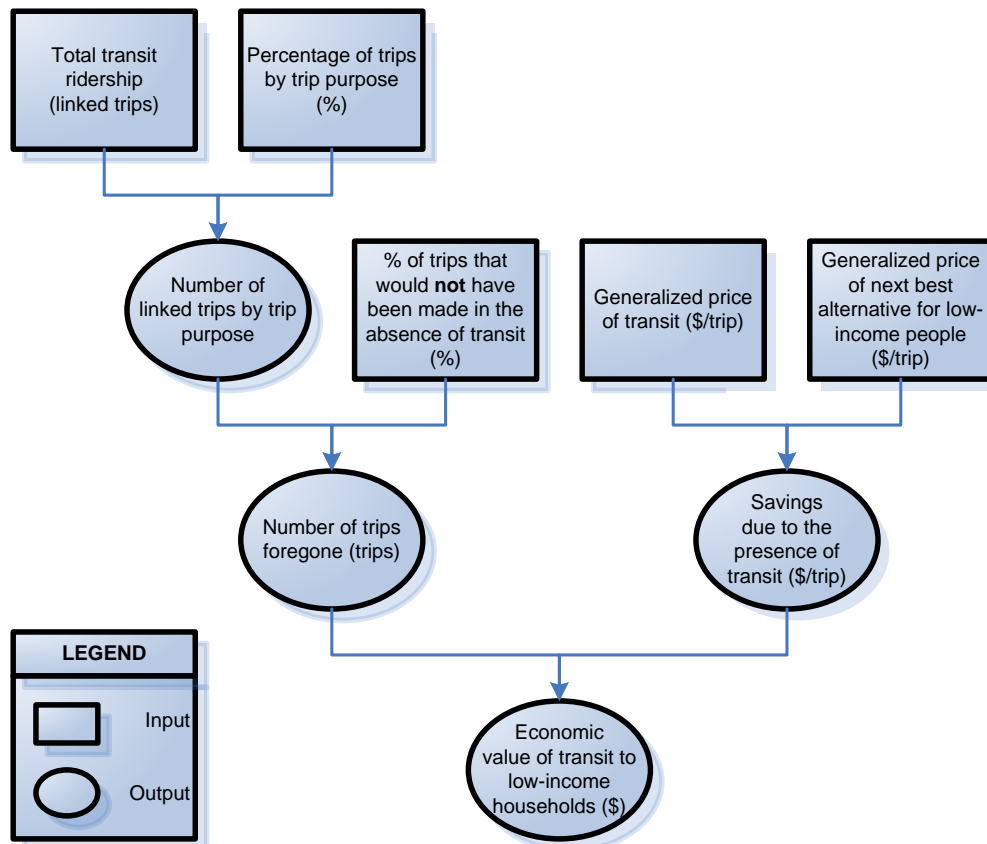 Total transit
ridership
(linked trips)
Percentage of trips
by trip purpose
(%)
Number of
linked trips by trip
purpose
% of trips that
would not have
been made in the
absence of transit
(%)
Generalized price
of transit ($/trip)
Generalized price
of next best
alternative for low-
income people
($/trip)
Number of trips
foregone (trips)
Savings
due to the
presence of
transit ($/trip)
LEGEND
Input
Output
Economic
value of transit to
low-income
households ($)